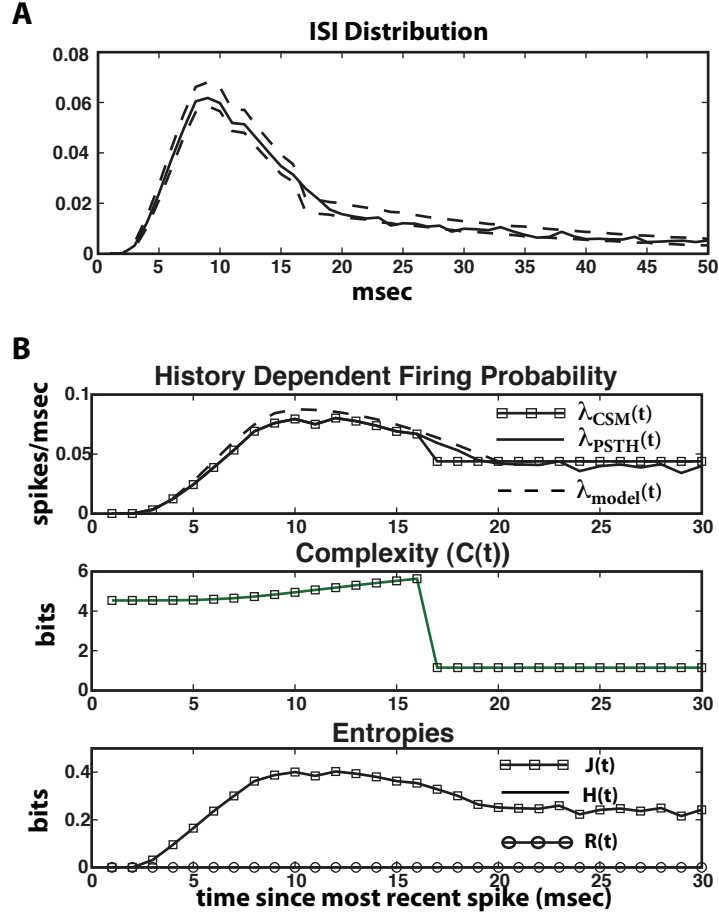 A
ISI Distribution
0.08
0.06
0.04
0.02
0
0 5 10 15 20 25 30 35 40 45 50
msec
B
History Dependent Firing Probability
0.1
0.05
0
spikes/msec
λCSM(t)
λPSTH(t)
λmodel(t)
0 5 10 15 20 25 30
Complexity (C(t))
6
4
2
0
bits
0 5 10 15 20 25 30
Entropies
0.4
0.2
0
bits
J(t)
H(t)
R(t)
0 5 10 15 20 25 30
time since most recent spike (msec)